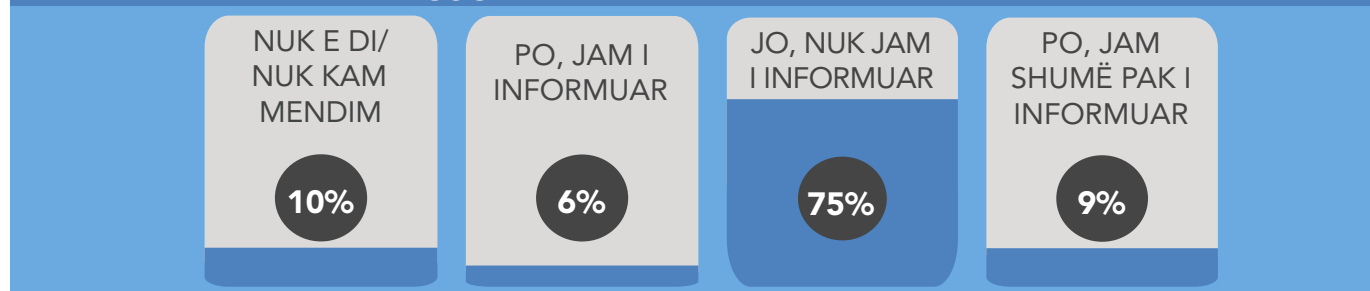 NUK E DI/
NUK KAM
MENDIM
10%
PO, JAM I
INFORMUAR
6%
JO, NUK JAM
I INFORMUAR
75%
PO, JAM
SHUMË PAK I
INFORMUAR
9%